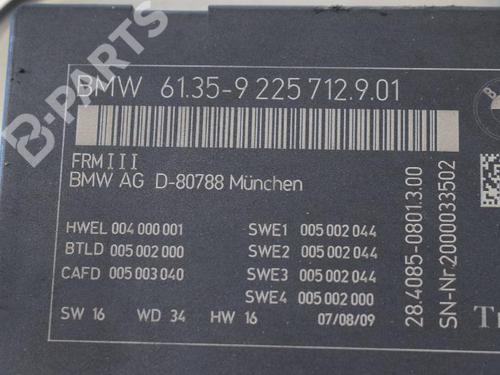 BMW 61.35-9 225 712.9.01
FRM III
BMW AG D-80788 München
HWEL 004 000 001
BTLD 005 002 000
CAFD 005 003 040
SWE1 005 002 044
SWE2 005 002 044
SWE3 005 002 044
SWE4 005 002 000
SW 16 WD 34 HW 16 07/08/09
28.4085-0801.3.00
SN-Nr.2000033502
B-PARTS